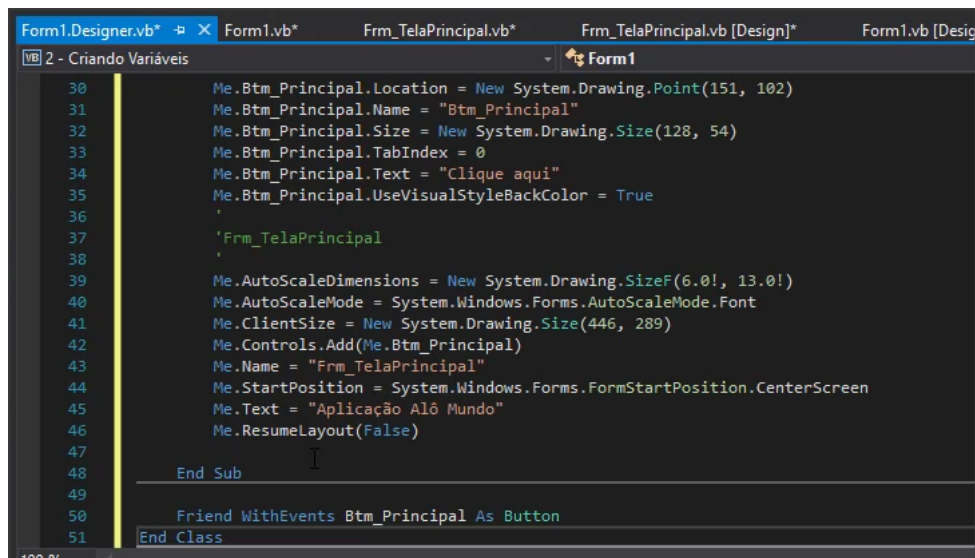 Form1.Designer.vb* Form1.vb* Frm_TelaPrincipal.vb* Frm_TelaPrincipal.vb [Design]* Form1.vb
VB 2 - Criando Variáveis Form1
30 Me.Btm_Principal.Location = New System.Drawing.Point(151, 102)
31 Me.Btm_Principal.Name = "Btm_Principal"
32 Me.Btm_Principal.Size = New System.Drawing.Size(128, 54)
33 Me.Btm_Principal.TabIndex = 0
34 Me.Btm_Principal.Text = "Clique aqui"
35 Me.Btm_Principal.UseVisualStyleBackColor = True
36 '
37 'Frm_TelaPrincipal
38 '
39 Me.AutoScaleDimensions = New System.Drawing.SizeF(6.0!, 13.0!)
40 Me.AutoScaleMode = System.Windows.Forms.AutoScaleMode.Font
41 Me.ClientSize = New System.Drawing.Size(446, 289)
42 Me.Controls.Add(Me.Btm_Principal)
43 Me.Name = "Frm_TelaPrincipal"
44 Me.StartPosition = System.Windows.Forms.FormStartPosition.CenterScreen
45 Me.Text = "Aplicação Alô Mundo"
46 Me.ResumeLayout(False)
47
48 End Sub
49
50 Friend WithEvents Btm_Principal As Button
51 End Class